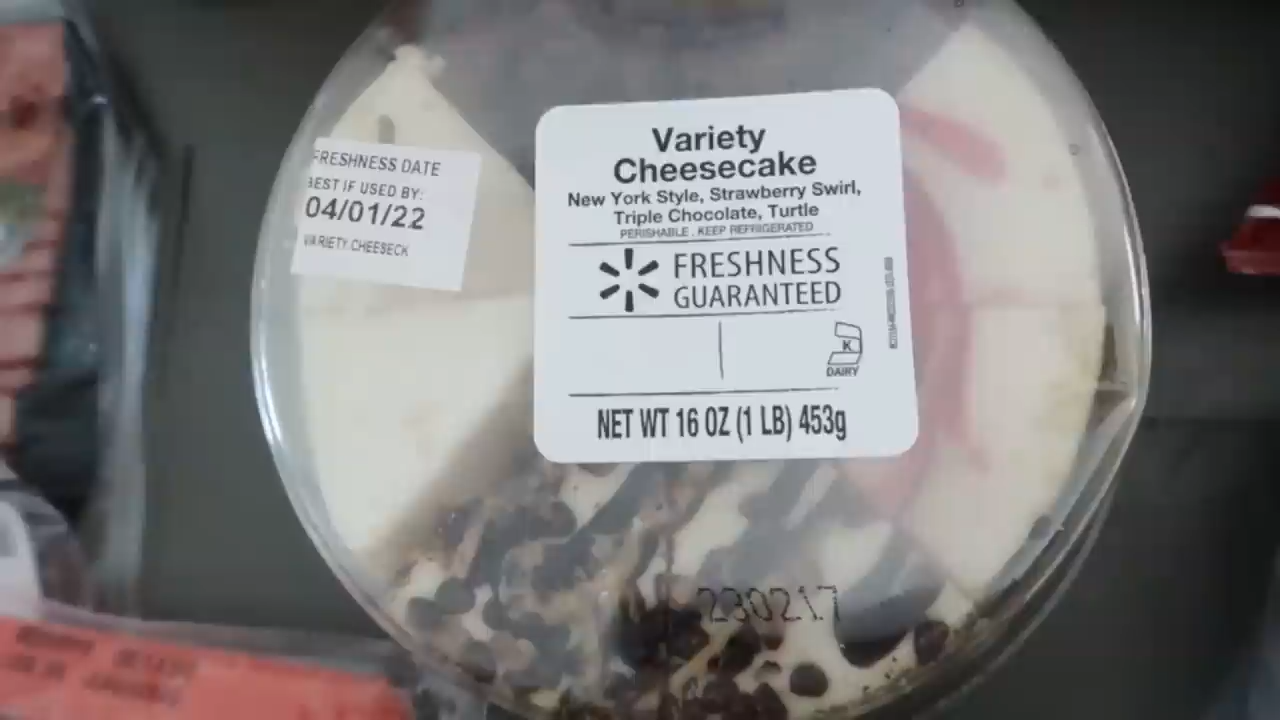 FRESHNESS DATE
BEST IF USED BY:
04/01/22
VARIETY CHEESECK
Variety
Cheesecake
New York Style, Strawberry Swirl,
Triple Chocolate, Turtle
PERISHABLE . KEEP REFRIGERATED
FRESHNESS
GUARANTEED
K
DAIRY
NET WT 16 OZ (1 LB) 453g
230217